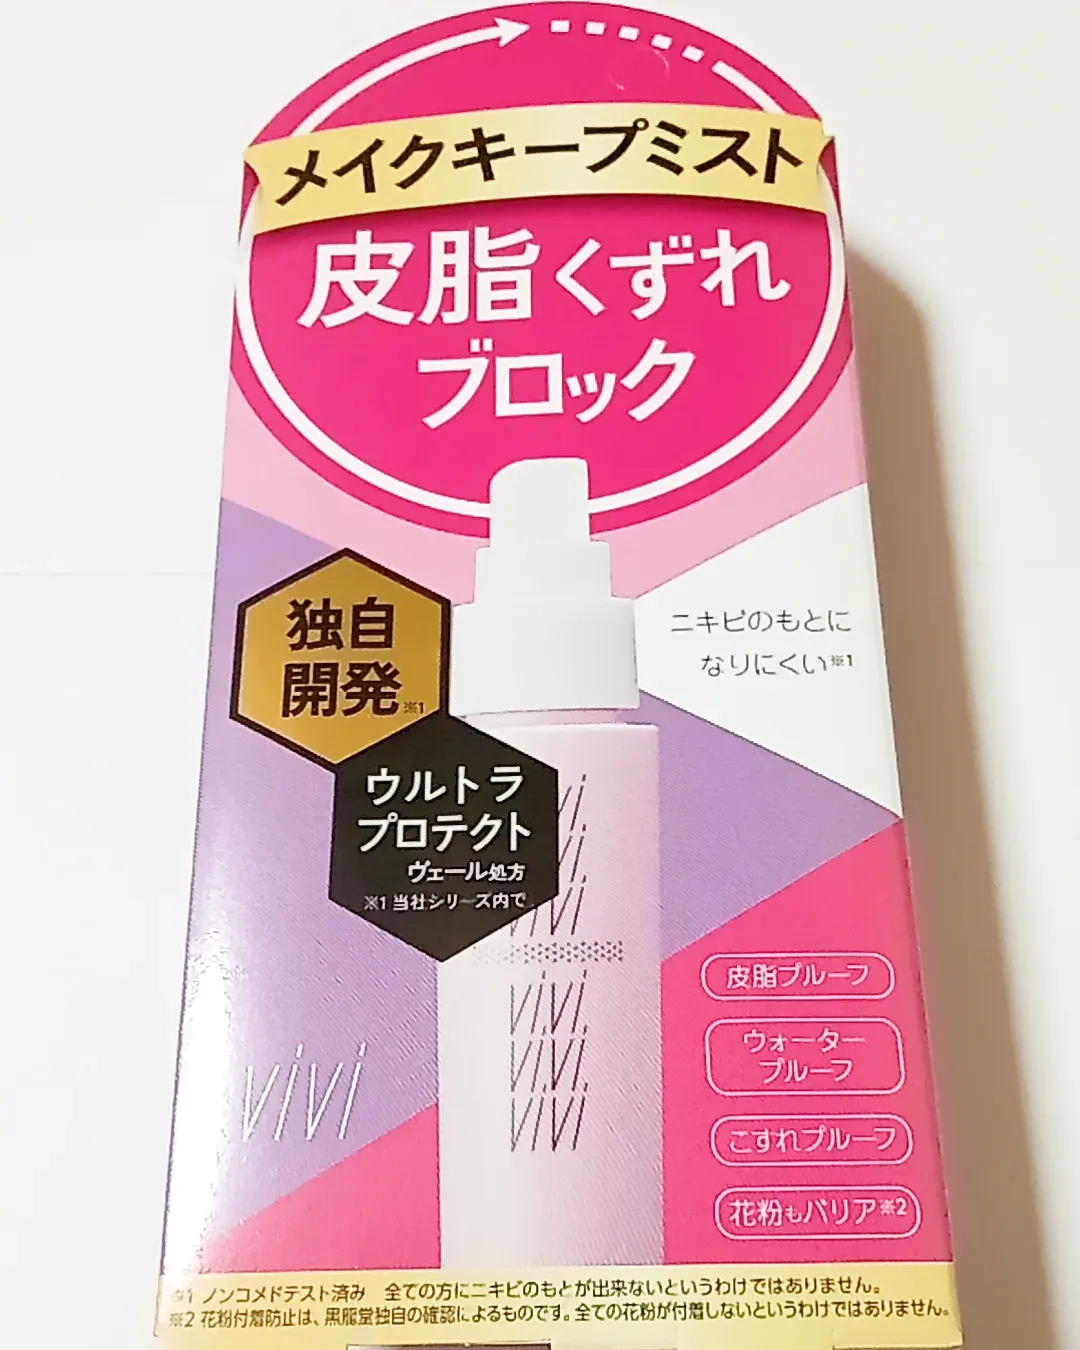 メイクキープミスト
皮脂くずれ
ブロック
独自
開発※1
ウルトラ
プロテクト
ヴェール処方
※1 当社シリーズ内で
ニキビのもとに
なりにくい※1
vivi
vi.
vi.
vivi
vivi.
vi.vi.
vi.vi.
vivi
皮脂プルーフ
ウォーター
プルーフ
こすれプルーフ
花粉もバリア※2
※1 ノンコメドテスト済み 全ての方にニキビのもとが出来ないというわけではありません。
※2 花粉付着防止は、黒龍堂独自の確認によるものです。全ての花粉が付着しないというわけではありません。